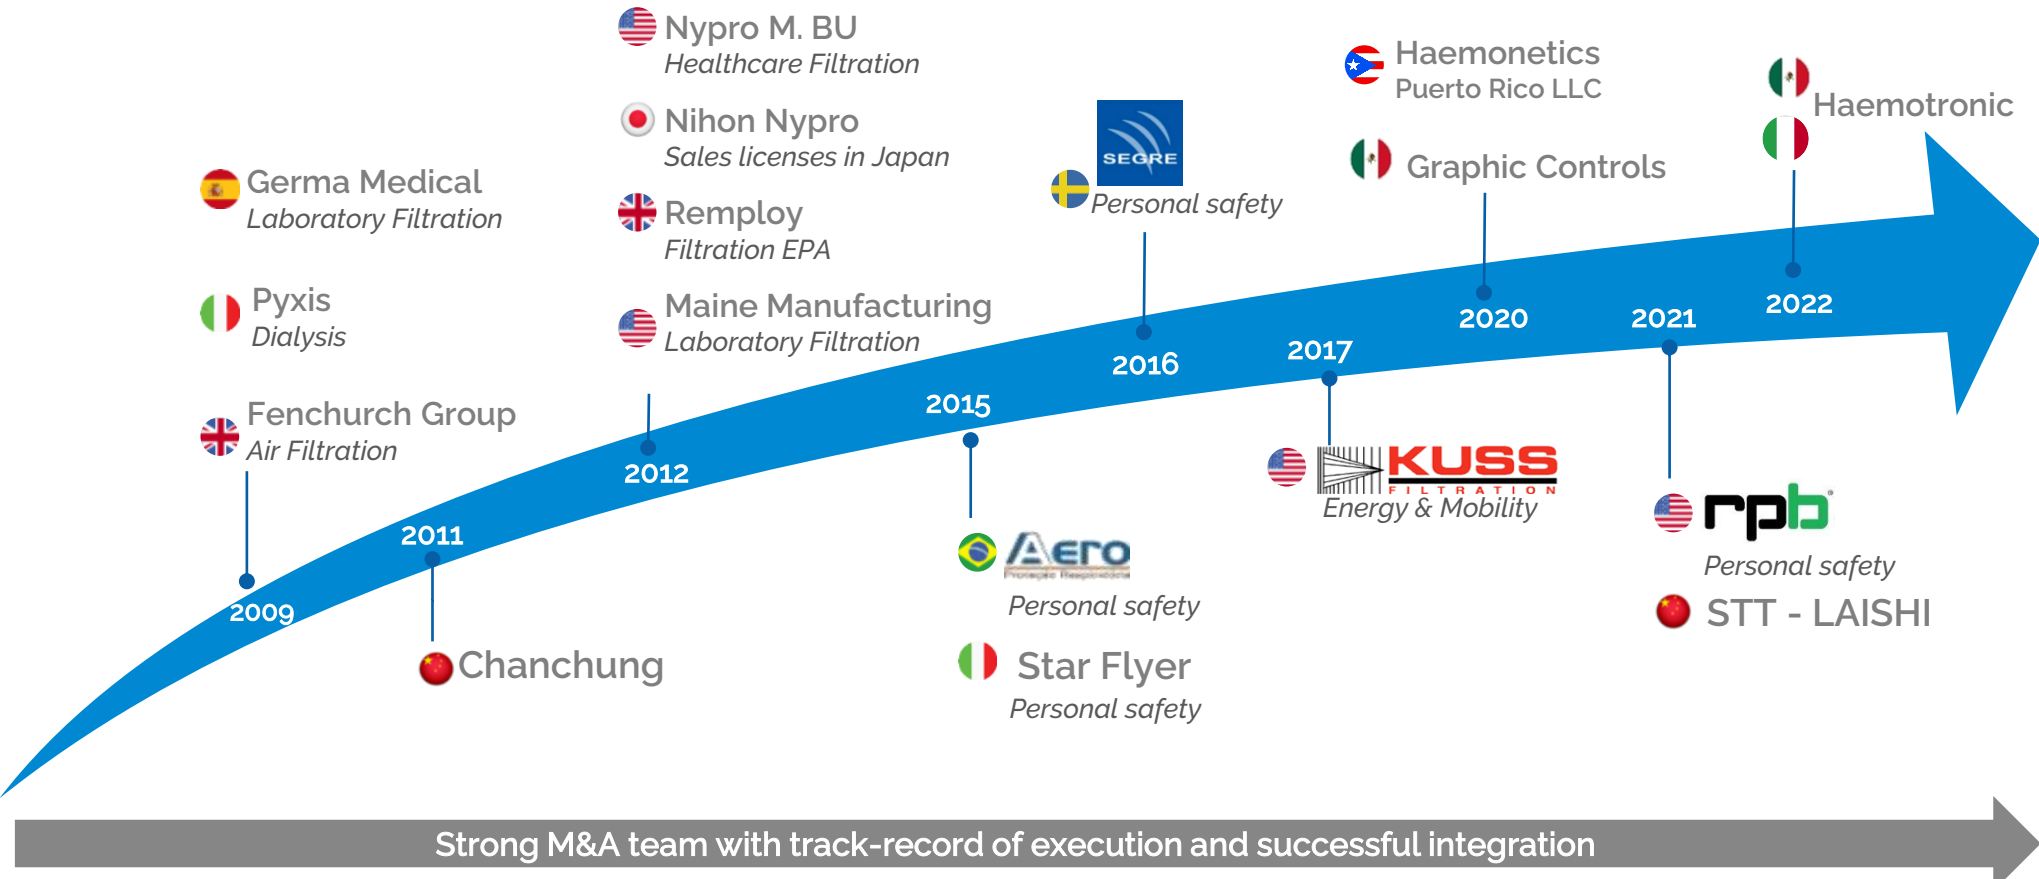 Germa Medical
Laboratory Filtration
Pyxis
Dialysis
Fenchurch Group
Air Filtration
2009
2011
Chanchung
Nypro M. BU
Healthcare Filtration
Nihon Nypro
Sales licenses in Japan
Remploy
Filtration EPA
Maine Manufacturing
Laboratory Filtration
2012
2015
Aero
Proteção Respiratória
Personal safety
Star Flyer
Personal safety
SEGRE
Personal safety
2016
2017
KUSS
FILTRATION
Energy & Mobility
Haemonetics
Puerto Rico LLC
Graphic Controls
2020
2021
rpb®
Personal safety
STT - LAISHI
Haemotronic
2022
Strong M&A team with track-record of execution and successful integration